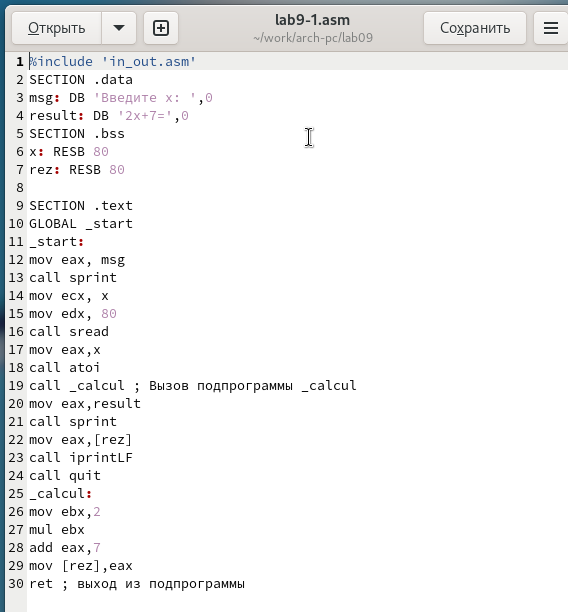 Открыть
lab9-1.asm
~/work/arch-pc/lab09
Сохранить
1 %include 'in_out.asm'
2 SECTION .data
3 msg: DB 'Введите x: ',0
4 result: DB '2x+7=',0
5 SECTION .bss
6 x: RESB 80
7 rez: RESB 80
8
9 SECTION .text
10 GLOBAL _start
11 _start:
12 mov eax, msg
13 call sprint
14 mov ecx, x
15 mov edx, 80
16 call sread
17 mov eax,x
18 call atoi
19 call _calcul ; Вызов подпрограммы _calcul
20 mov eax,result
21 call sprint
22 mov eax,[rez]
23 call iprintLF
24 call quit
25 _calcul:
26 mov ebx,2
27 mul ebx
28 add eax,7
29 mov [rez],eax
30 ret ; выход из подпрограммы